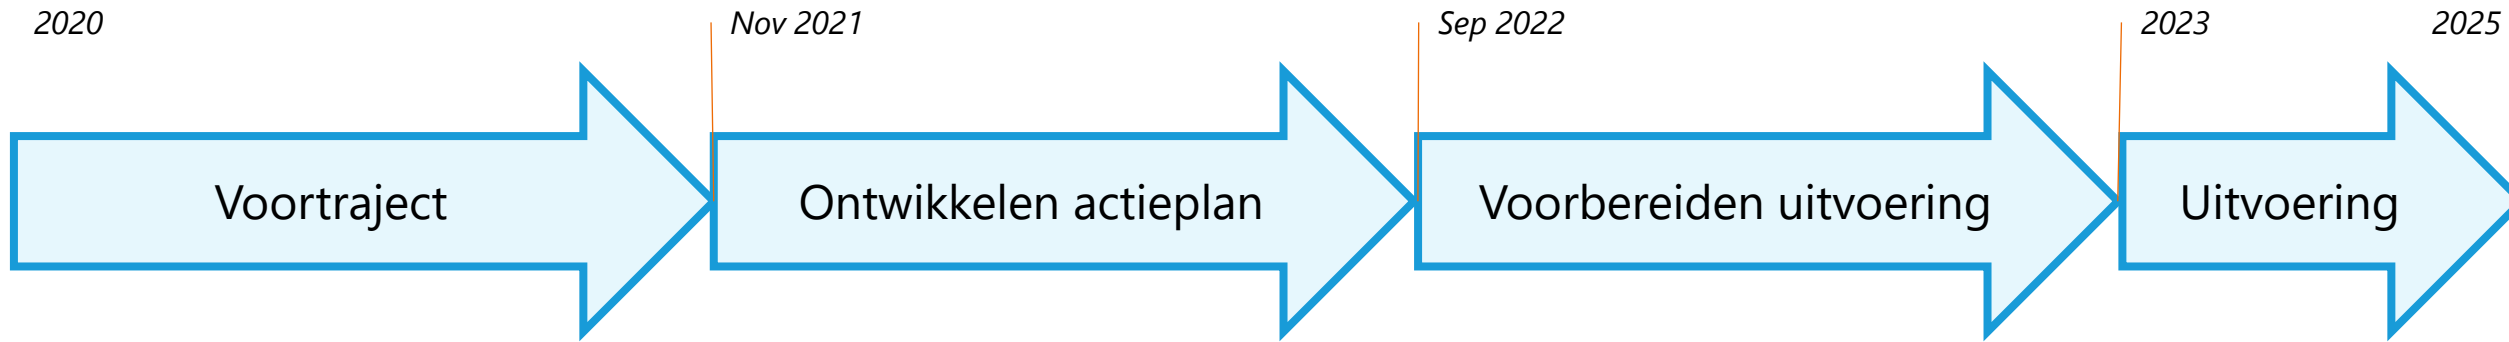 2020
Nov 2021
Sep 2022
2023
2025
Voortraject
Ontwikkelen actieplan
Voorbereiden uitvoering
Uitvoering